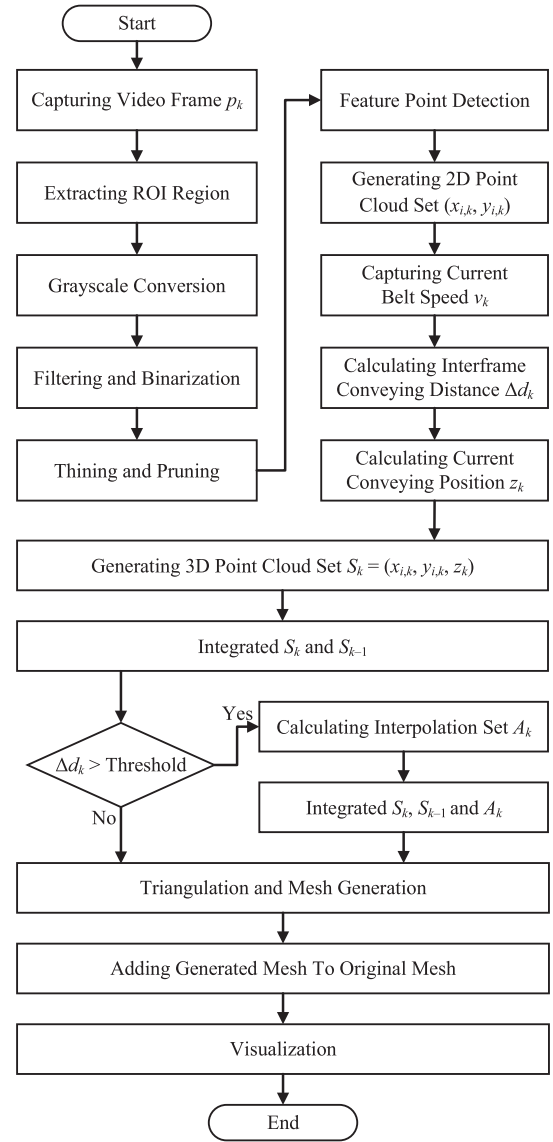 Start
Capturing Video Frame pk
Extracting ROI Region
Grayscale Conversion
Filtering and Binarization
Thining and Pruning
Feature Point Detection
Generating 2D Point
Cloud Set (xi,k, yi,k)
Capturing Current
Belt Speed vk
Calculating Interframe
Conveying Distance Δdk
Calculating Current
Conveying Position zk
Generating 3D Point Cloud Set Sk = (xi,k, yi,k, zk)
Integrated Sk and Sk–1
Δdk > Threshold
Yes
No
Calculating Interpolation Set Ak
Integrated Sk, Sk–1 and Ak
Triangulation and Mesh Generation
Adding Generated Mesh To Original Mesh
Visualization
End